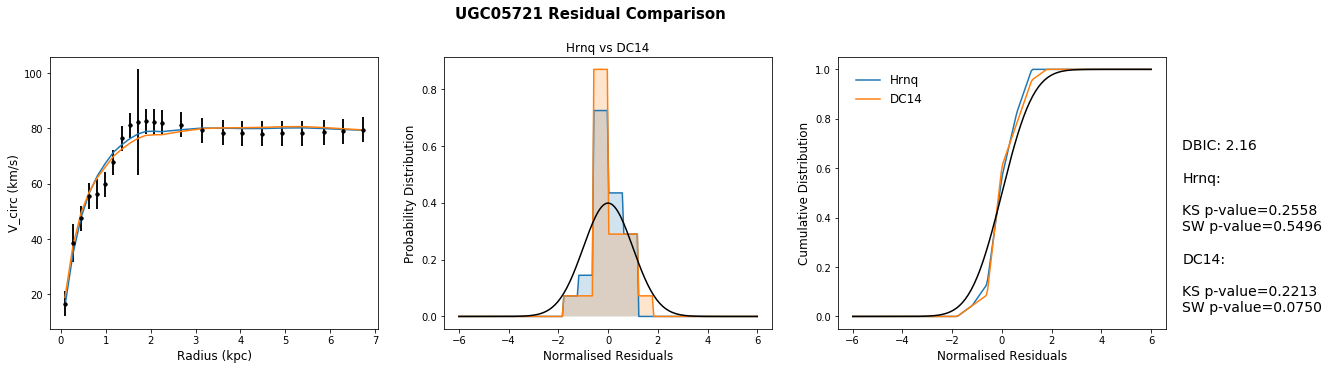 UGC05721 Residual Comparison
V_circ (km/s)
100
80
60
40
20
0 1 2 3 4 5 6 7
Radius (kpc)
Hrnq vs DC14
Probability Distribution
0.8
0.6
0.4
0.2
0.0
−6 −4 −2 0 2 4 6
Normalised Residuals
Cumulative Distribution
1.0
0.8
0.6
0.4
0.2
0.0
Hrnq
DC14
−6 −4 −2 0 2 4 6
Normalised Residuals
DBIC: 2.16
Hrnq:
KS p-value=0.2558
SW p-value=0.5496
DC14:
KS p-value=0.2213
SW p-value=0.0750